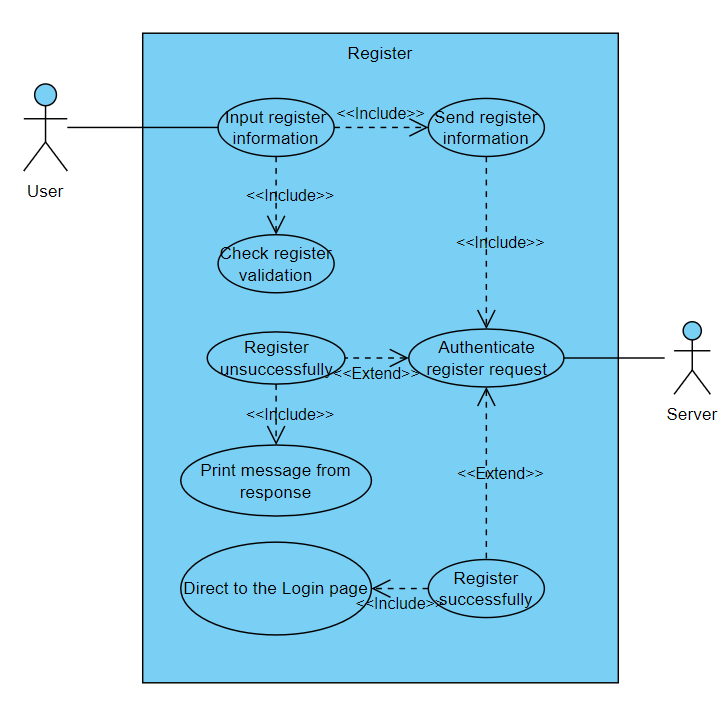 Register
Input register
information
<<Include>>
Send register
information
User
<<Include>>
<<Include>>
Check register
validation
Register
unsuccessfully
<<Extend>>
Authenticate
register request
Server
<<Include>>
Print message from
response
<<Extend>>
Direct to the Login page
<<Include>>
Register
successfully